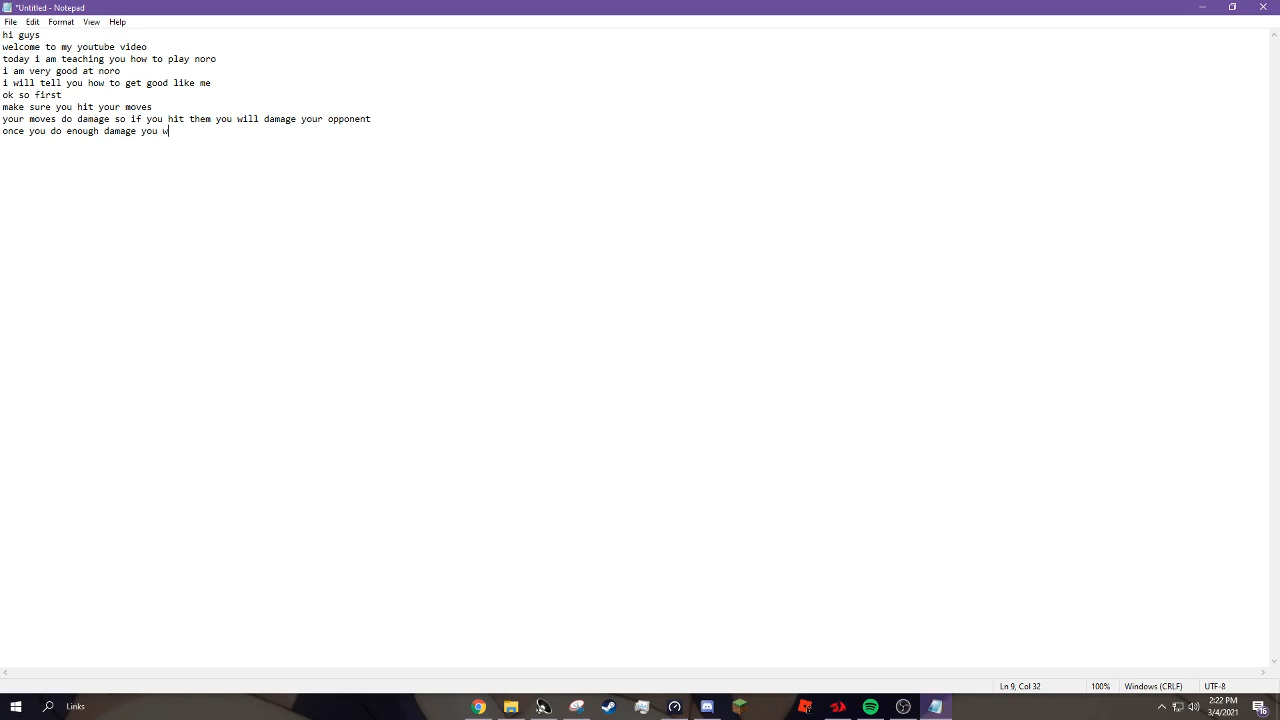 *Untitled - Notepad
File Edit Format View Help
hi guys
welcome to my youtube video
today i am teaching you how to play noro
i am very good at noro
i will tell you how to get good like me
ok so first
make sure you hit your moves
your moves do damage so if you hit them you will damage your opponent
once you do enough damage you w
Ln 9, Col 32 100% Windows (CRLF) UTF-8
Links
2:22 PM
3/4/2021
16